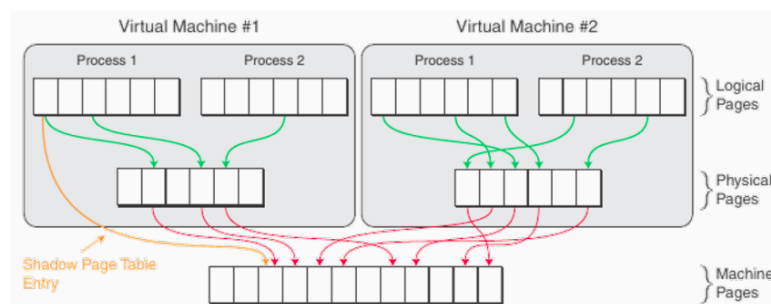 Virtual Machine #1
Virtual Machine #2
Process 1
Process 2
Process 1
Process 2
Logical
Pages
Physical
Pages
Shadow Page Table
Entry
Machine
Pages